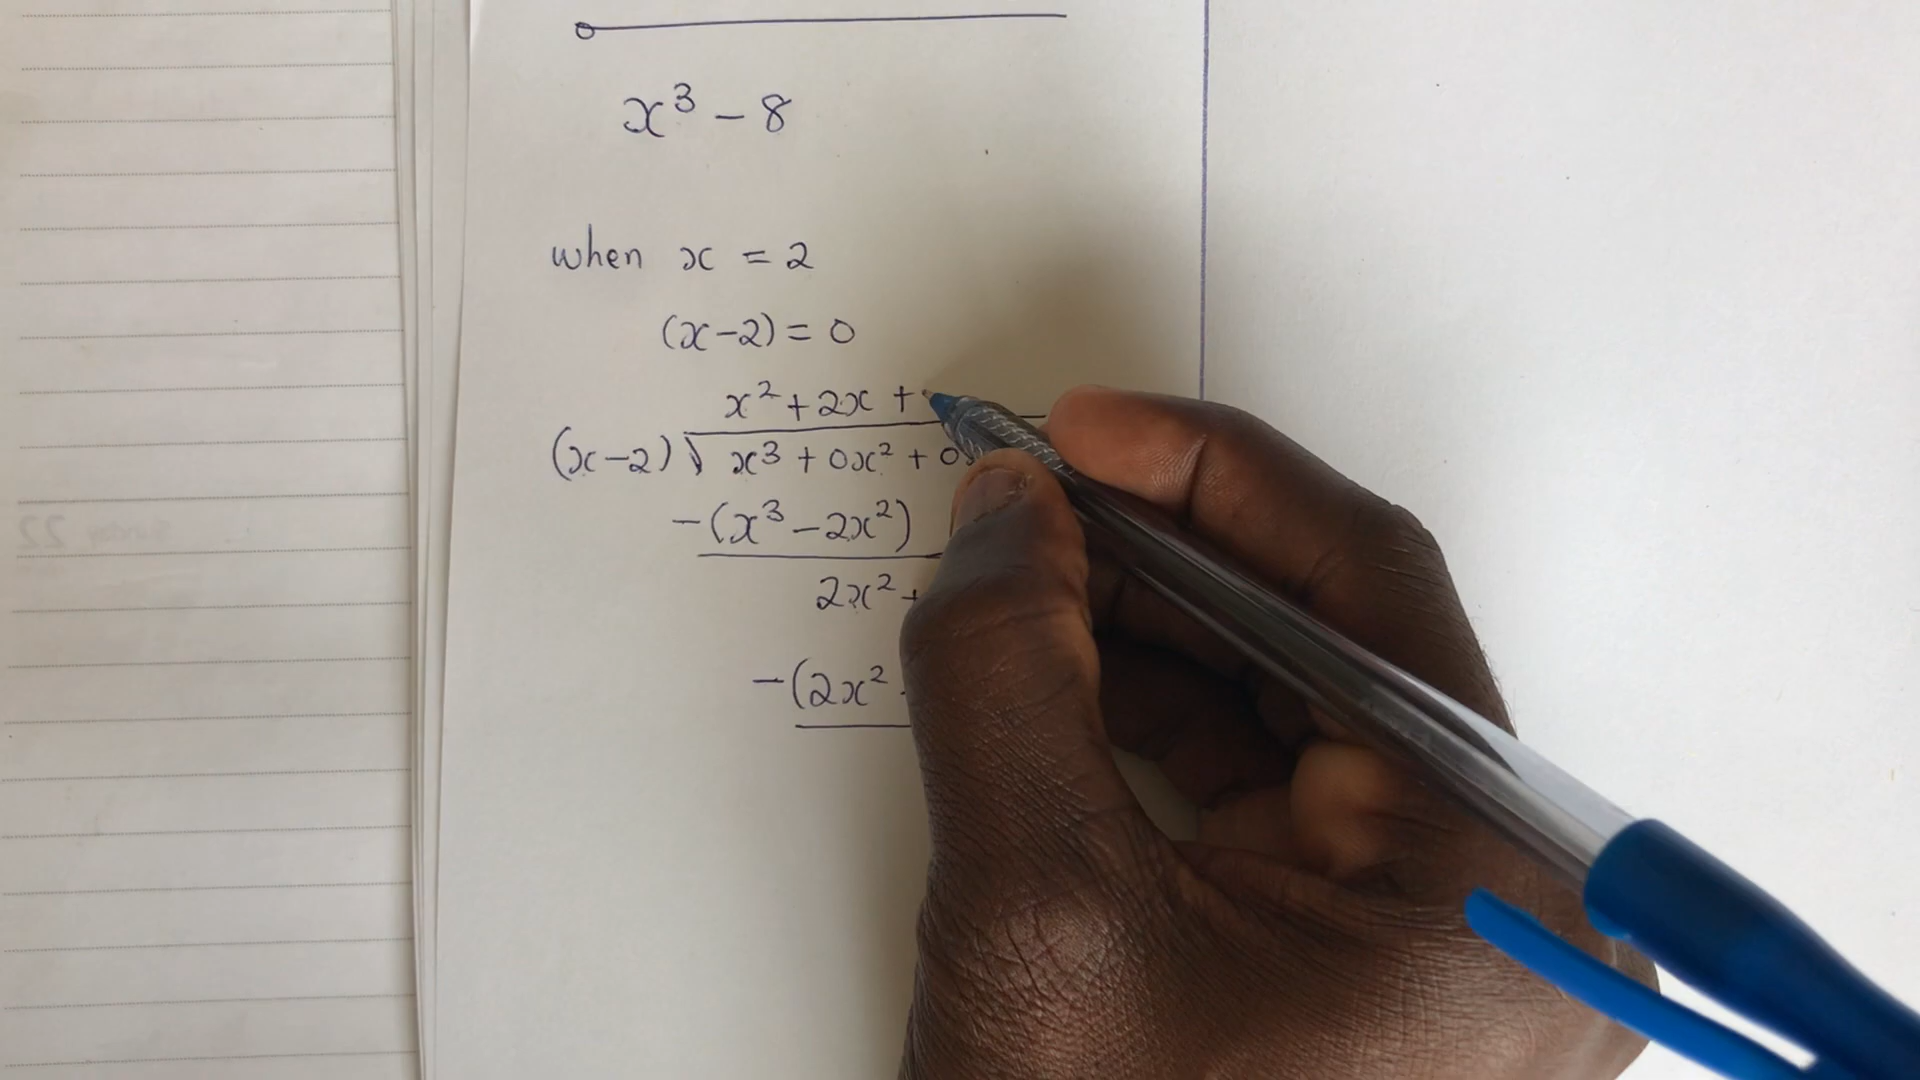 x³ - 8
when x = 2
(x-2) = 0
x² + 2x +
(x-2) x³ + 0x² + 0
-(x³ - 2x²)
2x² +
-(2x²